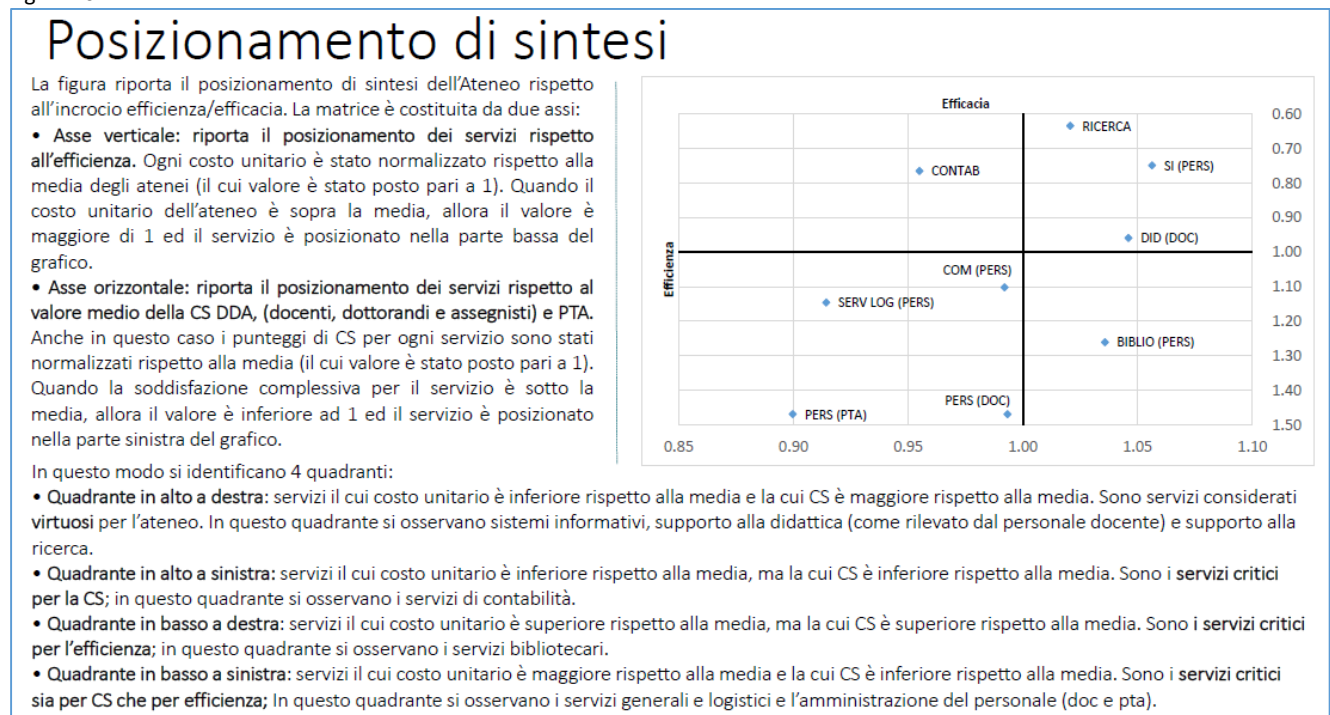 Posizionamento di sintesi
La figura riporta il posizionamento di sintesi dell'Ateneo rispetto
all'incrocio efficienza/efficacia. La matrice è costituita da due assi:
• Asse verticale: riporta il posizionamento dei servizi rispetto
all'efficienza. Ogni costo unitario è stato normalizzato rispetto alla
media degli atenei (il cui valore è stato posto pari a 1). Quando il
costo unitario dell'ateneo è sopra la media, allora il valore è
maggiore di 1 ed il servizio è posizionato nella parte bassa del
grafico.
• Asse orizzontale: riporta il posizionamento dei servizi rispetto al
valore medio della CS DDA, (docenti, dottorandi e assegnisti) e PTA.
Anche in questo caso i punteggi di CS per ogni servizio sono stati
normalizzati rispetto alla media (il cui valore è stato posto pari a 1).
Quando la soddisfazione complessiva per il servizio è sotto la
media, allora il valore è inferiore ad 1 ed il servizio è posizionato
nella parte sinistra del grafico.
Efficacia
0.60
RICERCA
0.70
CONTAB
SI (PERS)
0.80
0.90
DID (DOC)
1.00
Efficienza
COM (PERS)
1.10
SERV LOG (PERS)
1.20
BIBLIO (PERS)
1.30
1.40
PERS (DOC)
PERS (PTA)
1.50
0.85 0.90 0.95 1.00 1.05 1.10
In questo modo si identificano 4 quadranti:
• Quadrante in alto a destra: servizi il cui costo unitario è inferiore rispetto alla media e la cui CS è maggiore rispetto alla media. Sono servizi considerati
virtuosi per l'ateneo. In questo quadrante si osservano sistemi informativi, supporto alla didattica (come rilevato dal personale docente) e supporto alla
ricerca.
• Quadrante in alto a sinistra: servizi il cui costo unitario è inferiore rispetto alla media, ma la cui CS è inferiore rispetto alla media. Sono i servizi critici
per la CS; in questo quadrante si osservano i servizi di contabilità.
• Quadrante in basso a destra: servizi il cui costo unitario è superiore rispetto alla media, ma la cui CS è superiore rispetto alla media. Sono i servizi critici
per l'efficienza; in questo quadrante si osservano i servizi bibliotecari.
• Quadrante in basso a sinistra: servizi il cui costo unitario è maggiore rispetto alla media e la cui CS è inferiore rispetto alla media. Sono i servizi critici
sia per CS che per efficienza; In questo quadrante si osservano i servizi generali e logistici e l'amministrazione del personale (doc e pta).